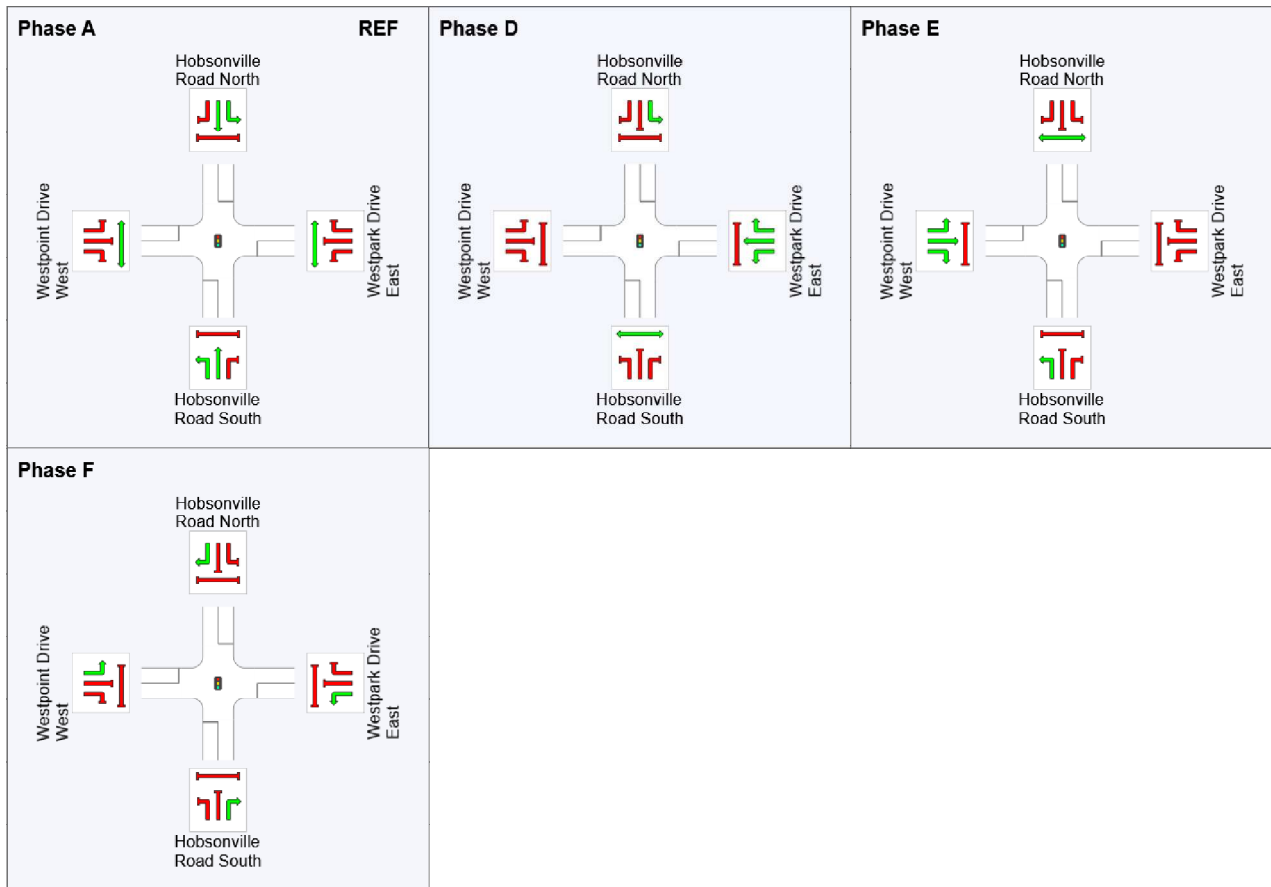 Phase A REF
Hobsonville
Road North
Westpoint Drive
West
Westpark Drive
East
Hobsonville
Road South
Phase D
Hobsonville
Road North
Westpoint Drive
West
Westpark Drive
East
Hobsonville
Road South
Phase E
Hobsonville
Road North
Westpoint Drive
West
Westpark Drive
East
Hobsonville
Road South
Phase F
Hobsonville
Road North
Westpoint Drive
West
Westpark Drive
East
Hobsonville
Road South